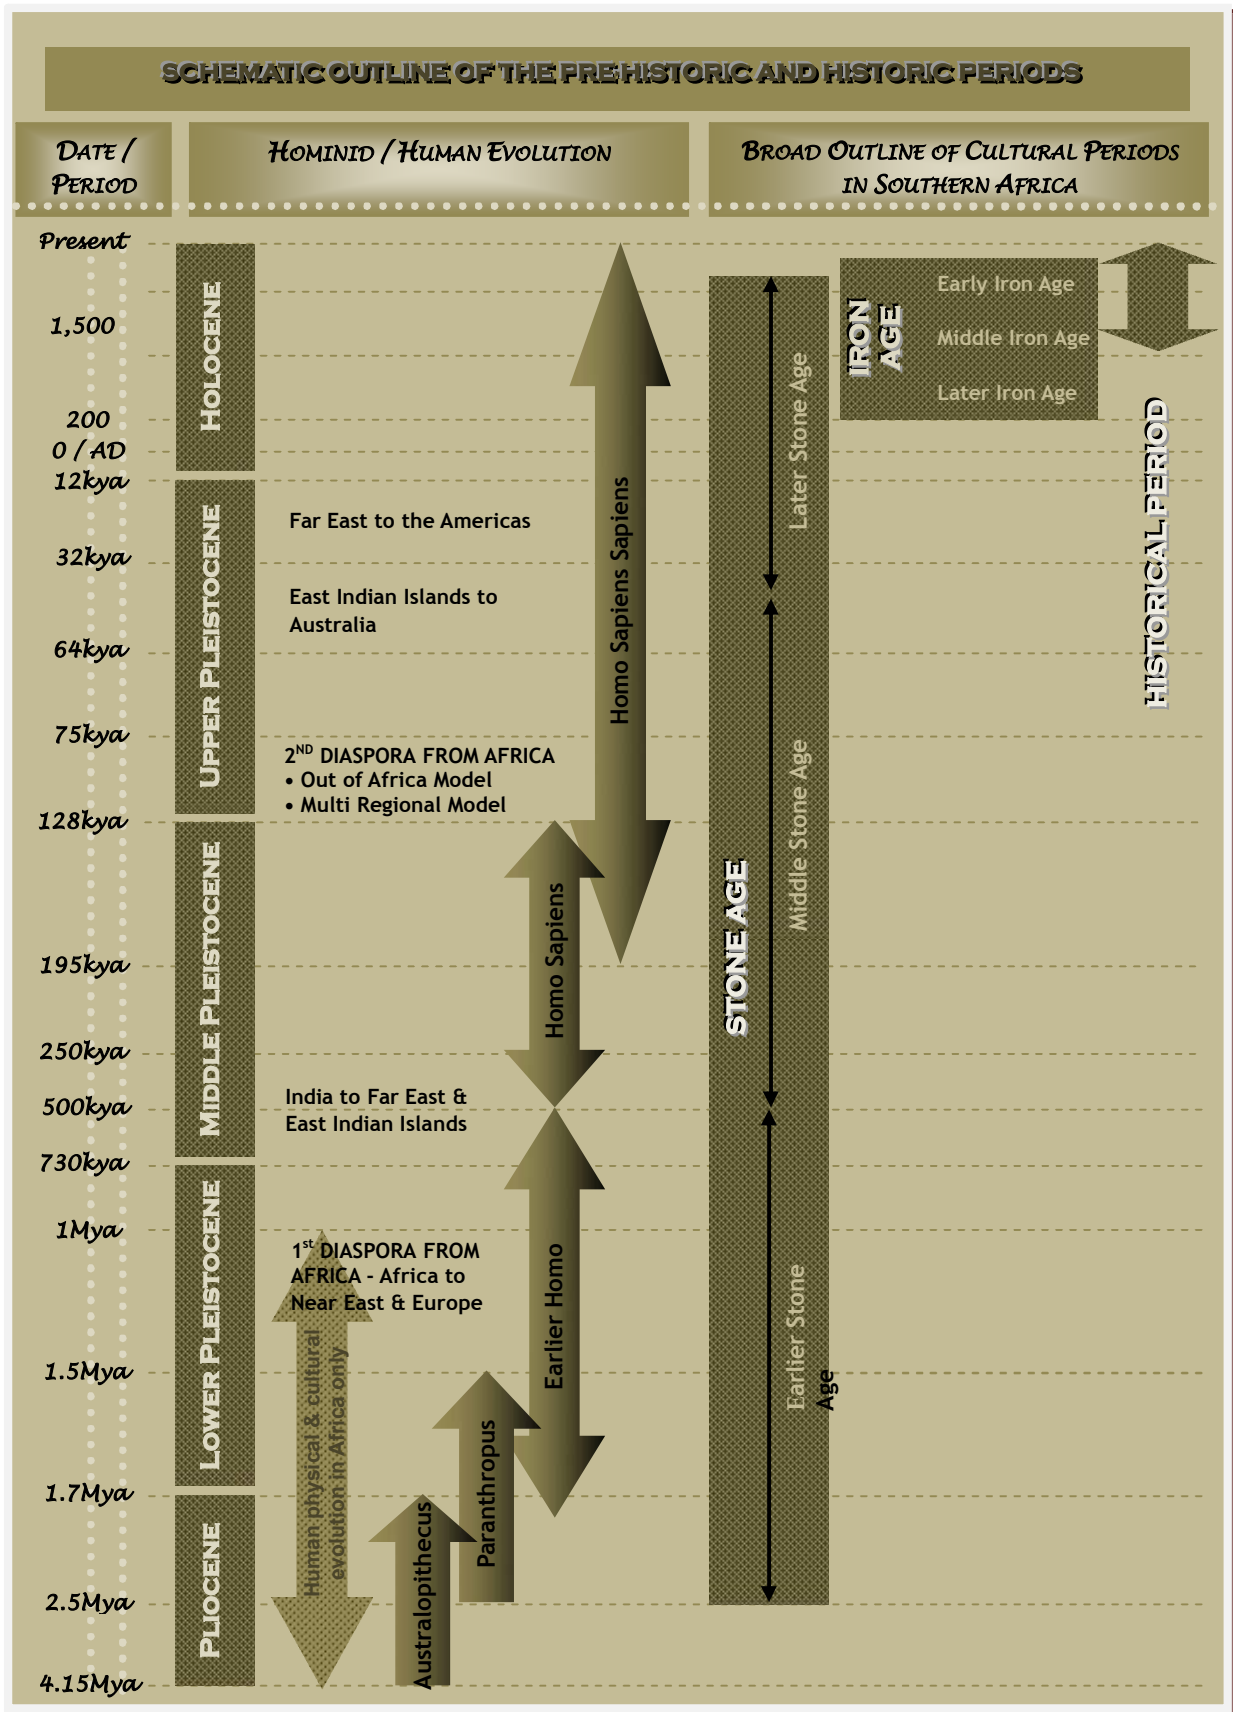 SCHEMATIC OUTLINE OF THE PRE-HISTORIC AND HISTORIC PERIODS
DATE /
PERIOD
HOMINID / HUMAN EVOLUTION
BROAD OUTLINE OF CULTURAL PERIODS
IN SOUTHERN AFRICA
Present
1,500
200
0 / AD
12kya
32kya
64kya
75kya
128kya
195kya
250kya
500kya
730kya
1Mya
1.5Mya
1.7Mya
2.5Mya
4.15Mya
HOLOCENE
UPPER PLEISTOCENE
MIDDLE PLEISTOCENE
LOWER PLEISTOCENE
PLIOCENE
Far East to the Americas
East Indian Islands to
Australia
2ND DIASPORA FROM AFRICA
• Out of Africa Model
• Multi Regional Model
India to Far East &
East Indian Islands
1st DIASPORA FROM
AFRICA - Africa to
Near East & Europe
Human physical & cultural
evolution in Africa only
Australopithecus
Paranthropus
Earlier Homo
Homo Sapiens
Homo Sapiens Sapiens
STONE AGE
Later Stone Age
Middle Stone Age
Earlier Stone
Age
IRON
AGE
Early Iron Age
Middle Iron Age
Later Iron Age
HISTORICAL PERIOD